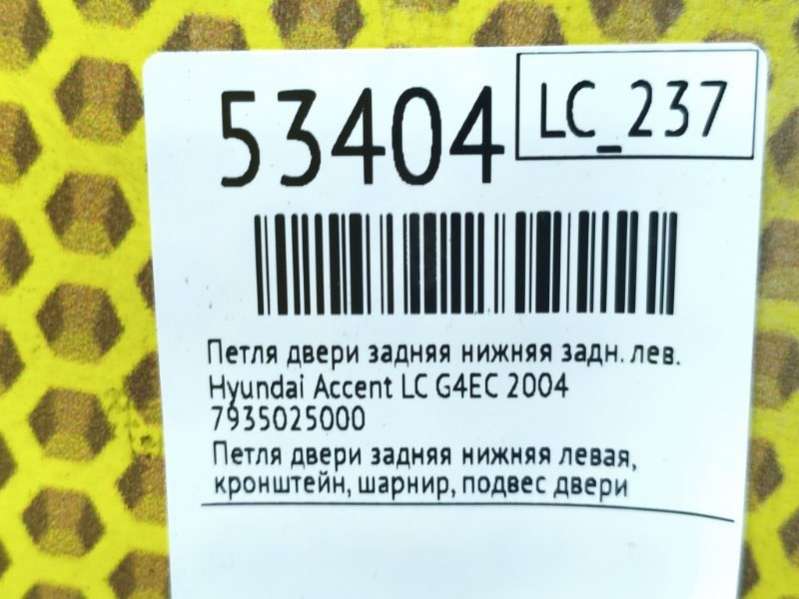 53404
LC_237
Петля двери задняя нижняя задн. лев.
Hyundai Accent LC G4EC 2004
7935025000
Петля двери задняя нижняя левая,
кронштейн, шарнир, подвес двери